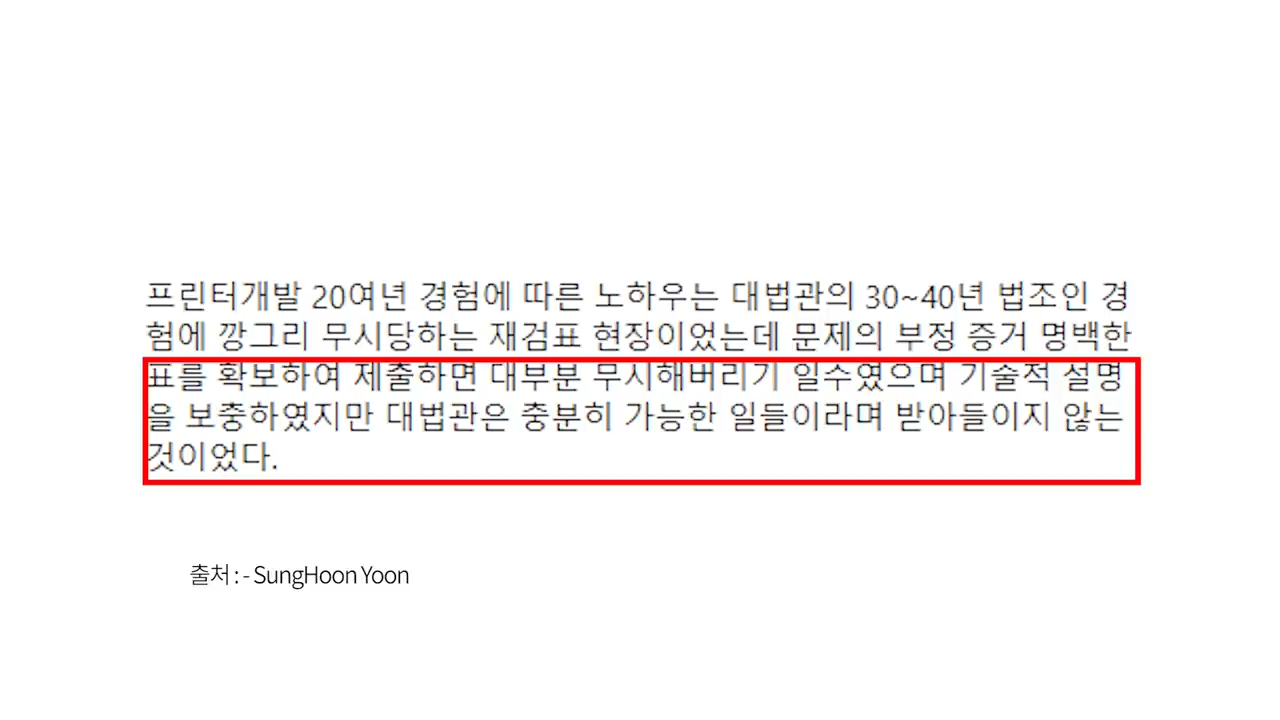 프린터개발 20여년 경험에 따른 노하우는 대법관의 30~40년 법조인 경
험에 깡그리 무시당하는 재검표 현장이었는데 문제의 부정 증거 명백한
표를 확보하여 제출하면 대부분 무시해버리기 일수였으며 기술적 설명
을 보충하였지만 대법관은 충분히 가능한 일들이라며 받아들이지 않는
것이었다.
출처 : - SungHoon Yoon